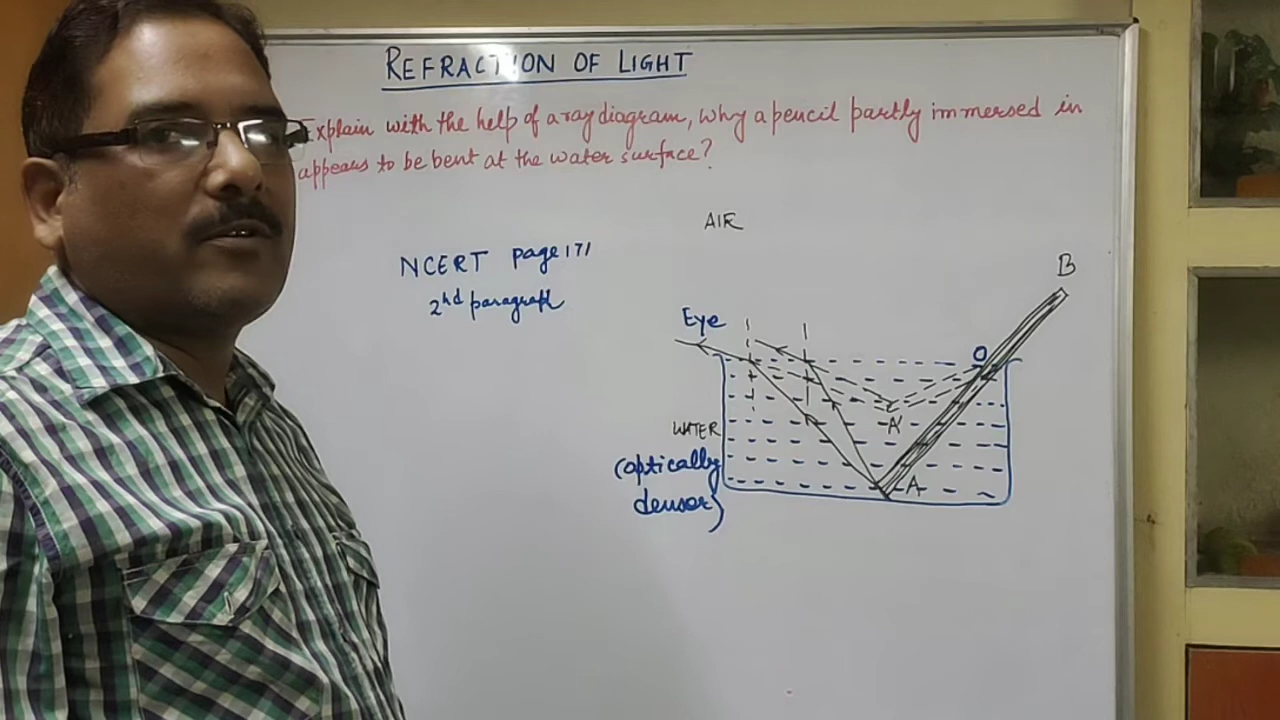 REFRACTION OF LIGHT
Explain with the help of a ray diagram, why a pencil partly immersed in
appears to be bent at the water surface?
AIR
NCERT page 171
2nd paragraph
B
Eye
O
A'
WATER
(optically
denser)
A